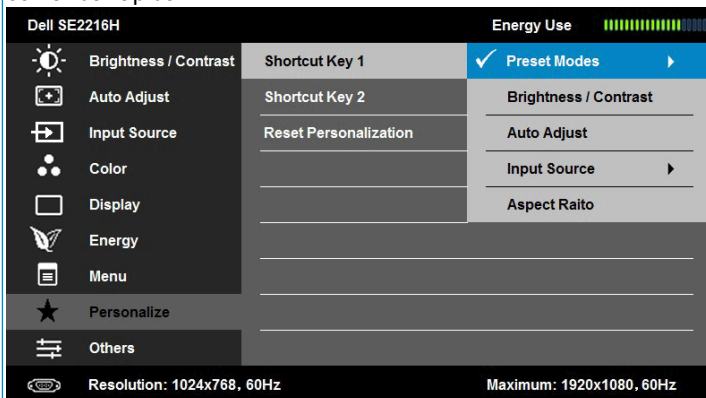 Dell SE2216H Energy Use
Brightness / Contrast Shortcut Key 1 Preset Modes
Auto Adjust Shortcut Key 2 Brightness / Contrast
Input Source Reset Personalization Auto Adjust
Color Input Source
Display Aspect Raito
Energy
Menu
Personalize
Others
Resolution: 1024x768, 60Hz Maximum: 1920x1080, 60Hz